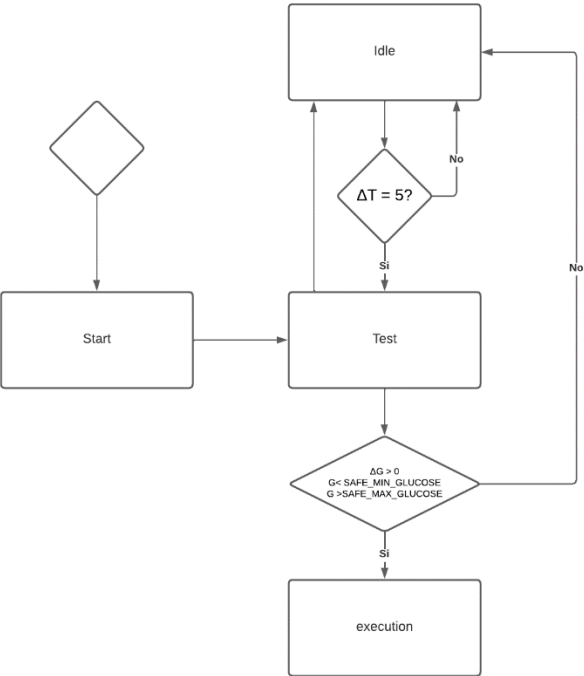 Idle
ΔT = 5?
No
Si
No
Start
Test
ΔG > 0
G< SAFE_MIN_GLUCOSE
G >SAFE_MAX_GLUCOSE
Si
execution